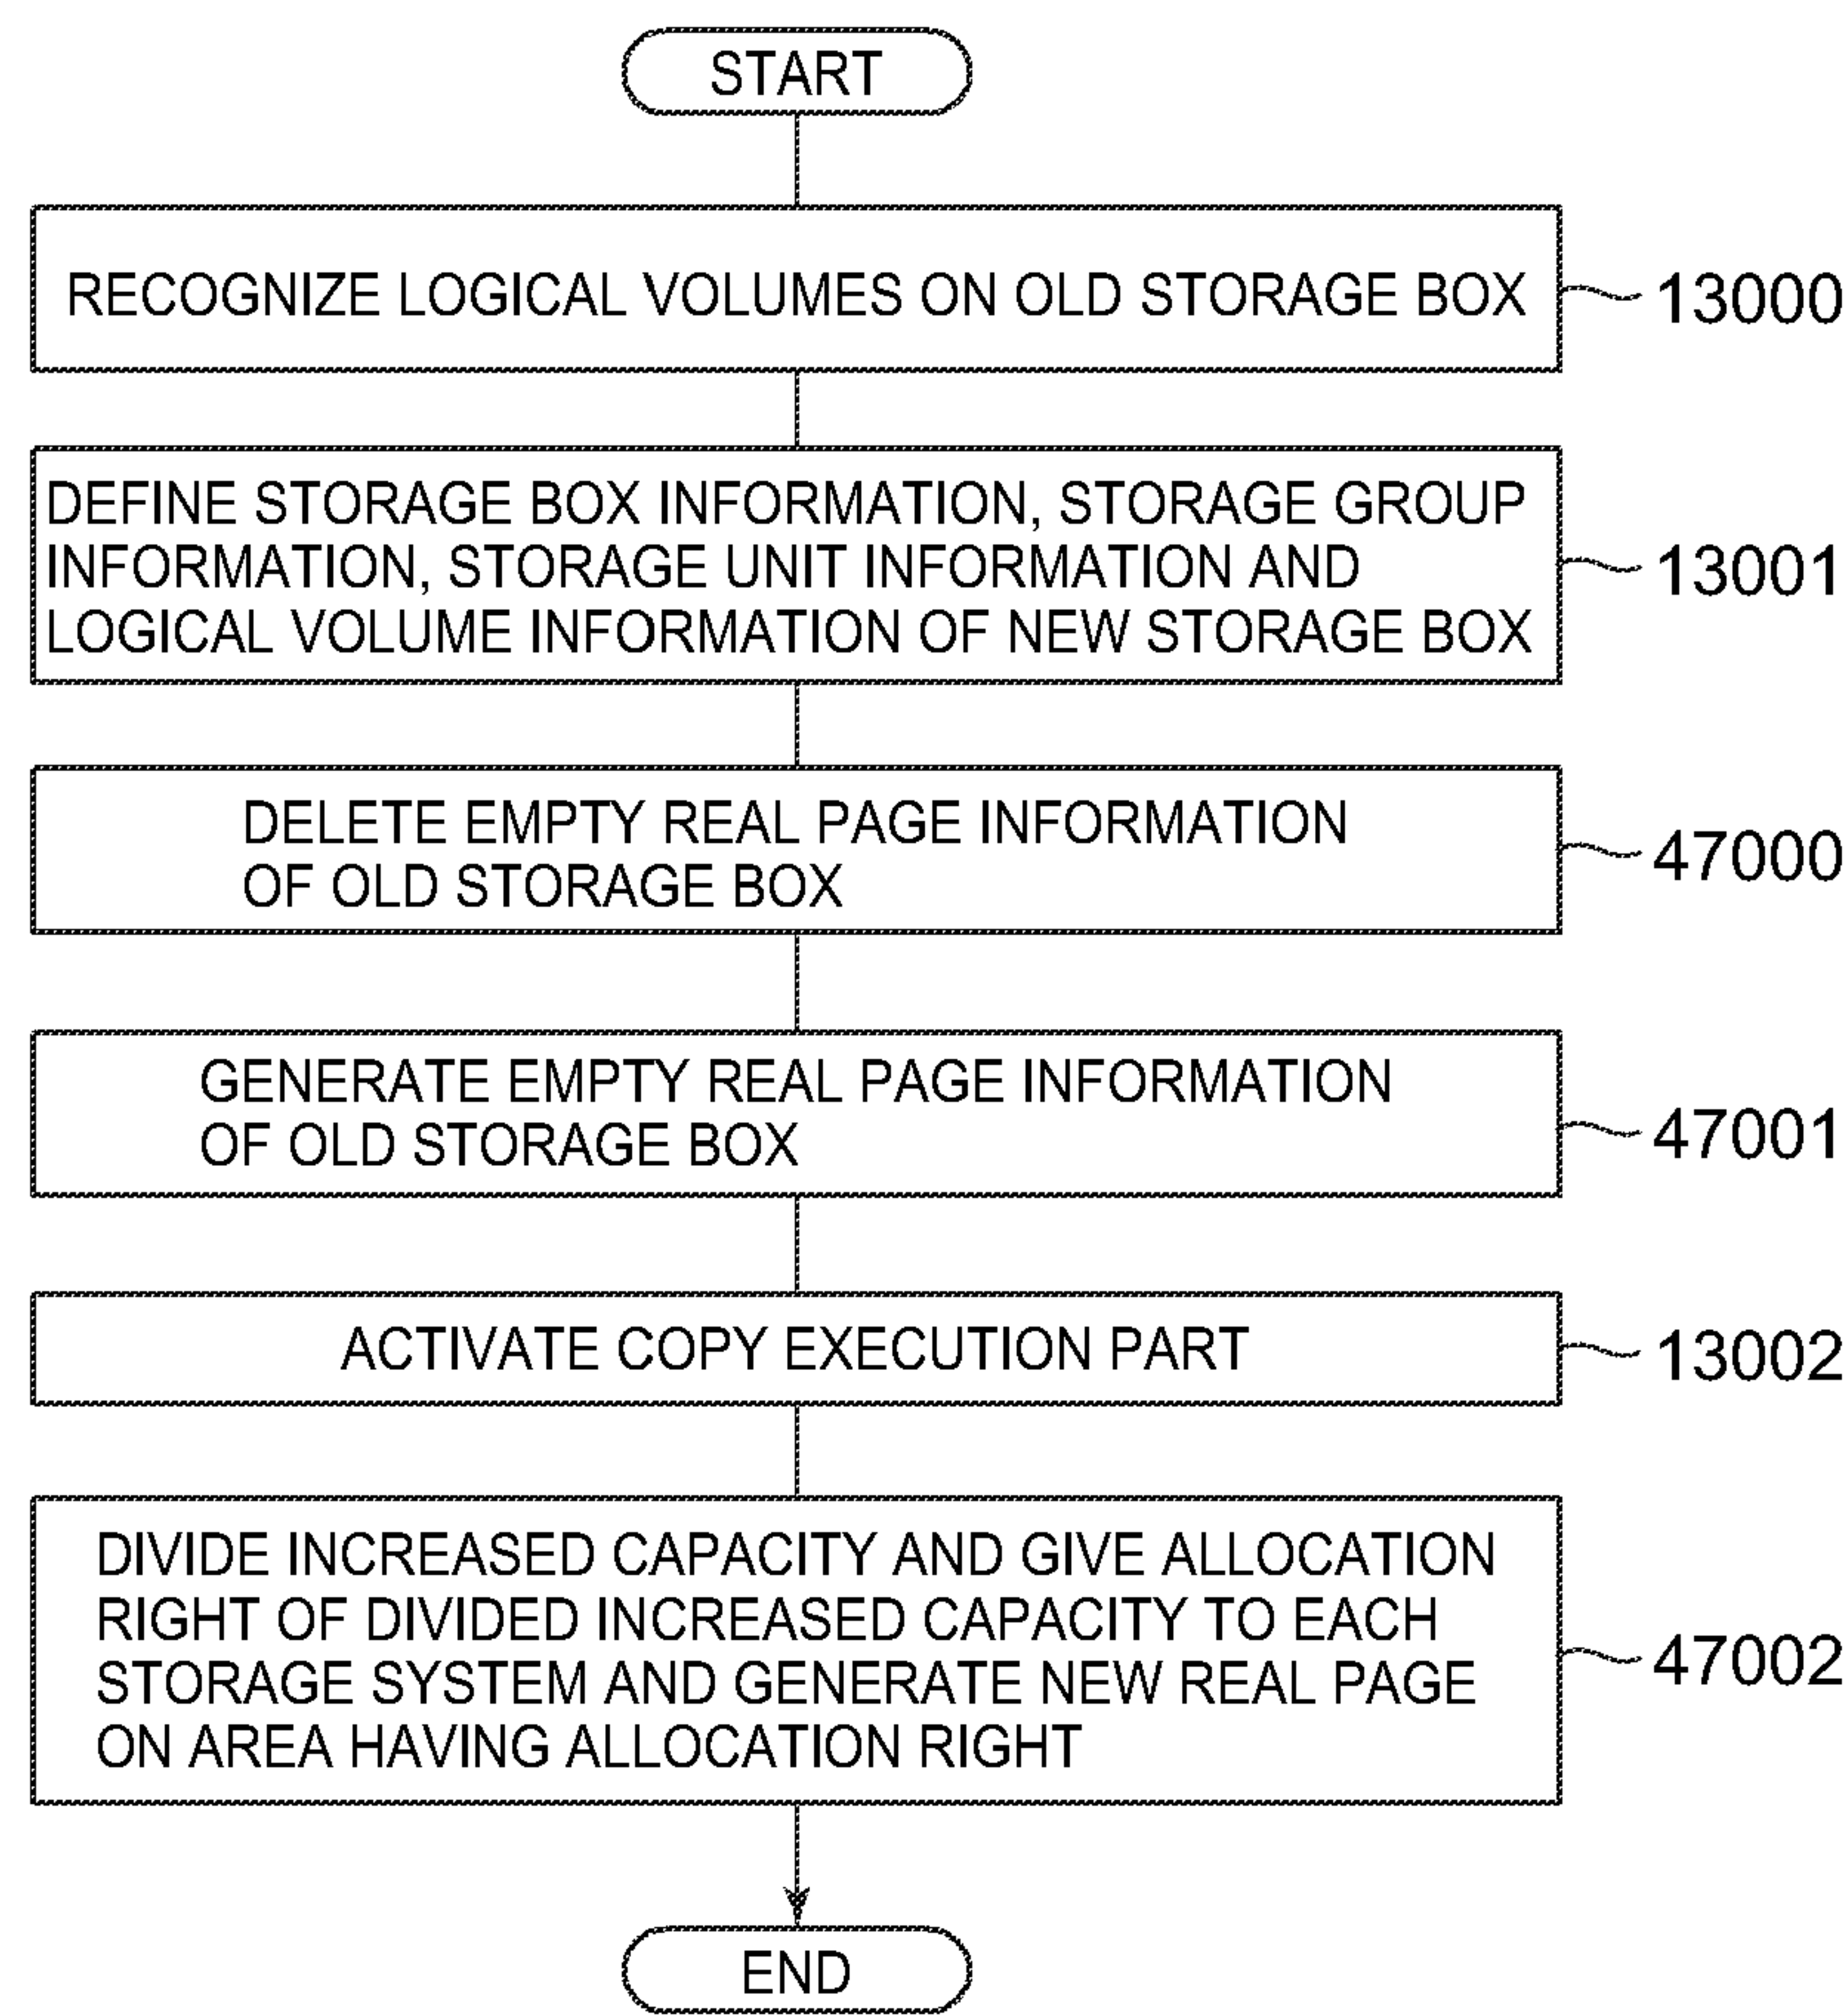 START
RECOGNIZE LOGICAL VOLUMES ON OLD STORAGE BOX
13000
DEFINE STORAGE BOX INFORMATION, STORAGE GROUP
INFORMATION, STORAGE UNIT INFORMATION AND
LOGICAL VOLUME INFORMATION OF NEW STORAGE BOX
13001
DELETE EMPTY REAL PAGE INFORMATION
OF OLD STORAGE BOX
47000
GENERATE EMPTY REAL PAGE INFORMATION
OF OLD STORAGE BOX
47001
ACTIVATE COPY EXECUTION PART
13002
DIVIDE INCREASED CAPACITY AND GIVE ALLOCATION
RIGHT OF DIVIDED INCREASED CAPACITY TO EACH
STORAGE SYSTEM AND GENERATE NEW REAL PAGE
ON AREA HAVING ALLOCATION RIGHT
47002
END